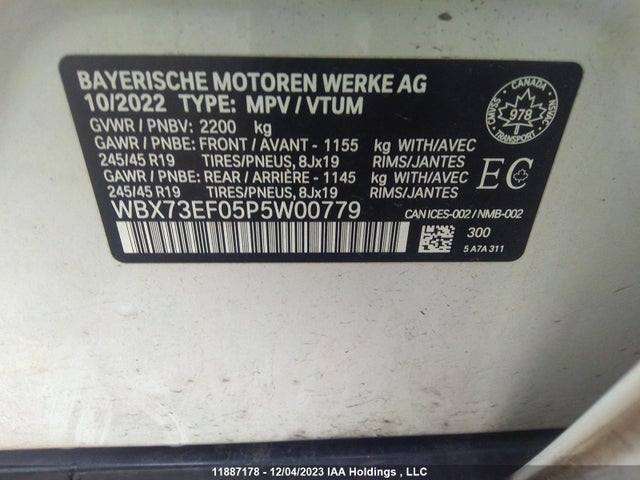 BAYERISCHE MOTOREN WERKE AG
10/2022 TYPE: MPV / VTUM
GVWR / PNBV: 2200 kg
GAWR / PNBE: FRONT / AVANT - 1155 kg WITH/AVEC
245/45 R19 TIRES/PNEUS, 8Jx19 RIMS/JANTES
GAWR / PNBE: REAR / ARRIÈRE - 1145 kg WITH/AVEC
245/45 R19 TIRES/PNEUS, 8Jx19 RIMS/JANTES
WBX73EF05P5W00779
CANADA
SVMAC
978
NSVAC
TRANSPORT
EC
CAN ICES-002 / NMB-002
300
5 A7A 311
11887178 - 12/04/2023 IAA Holdings , LLC